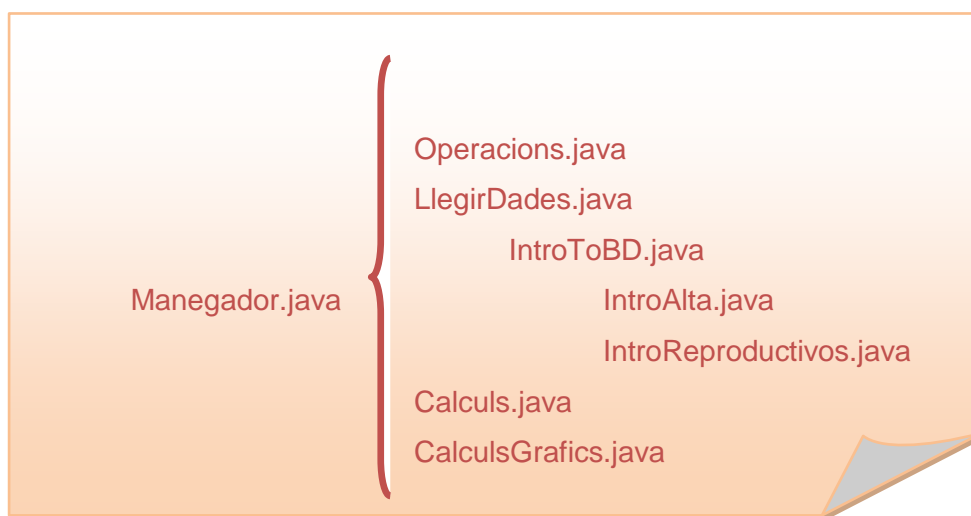 Operacions.java
LlegirDades.java
IntroToBD.java
Manegador.java
IntroAlta.java
IntroReproductivos.java
Calculs.java
CalculsGrafics.java